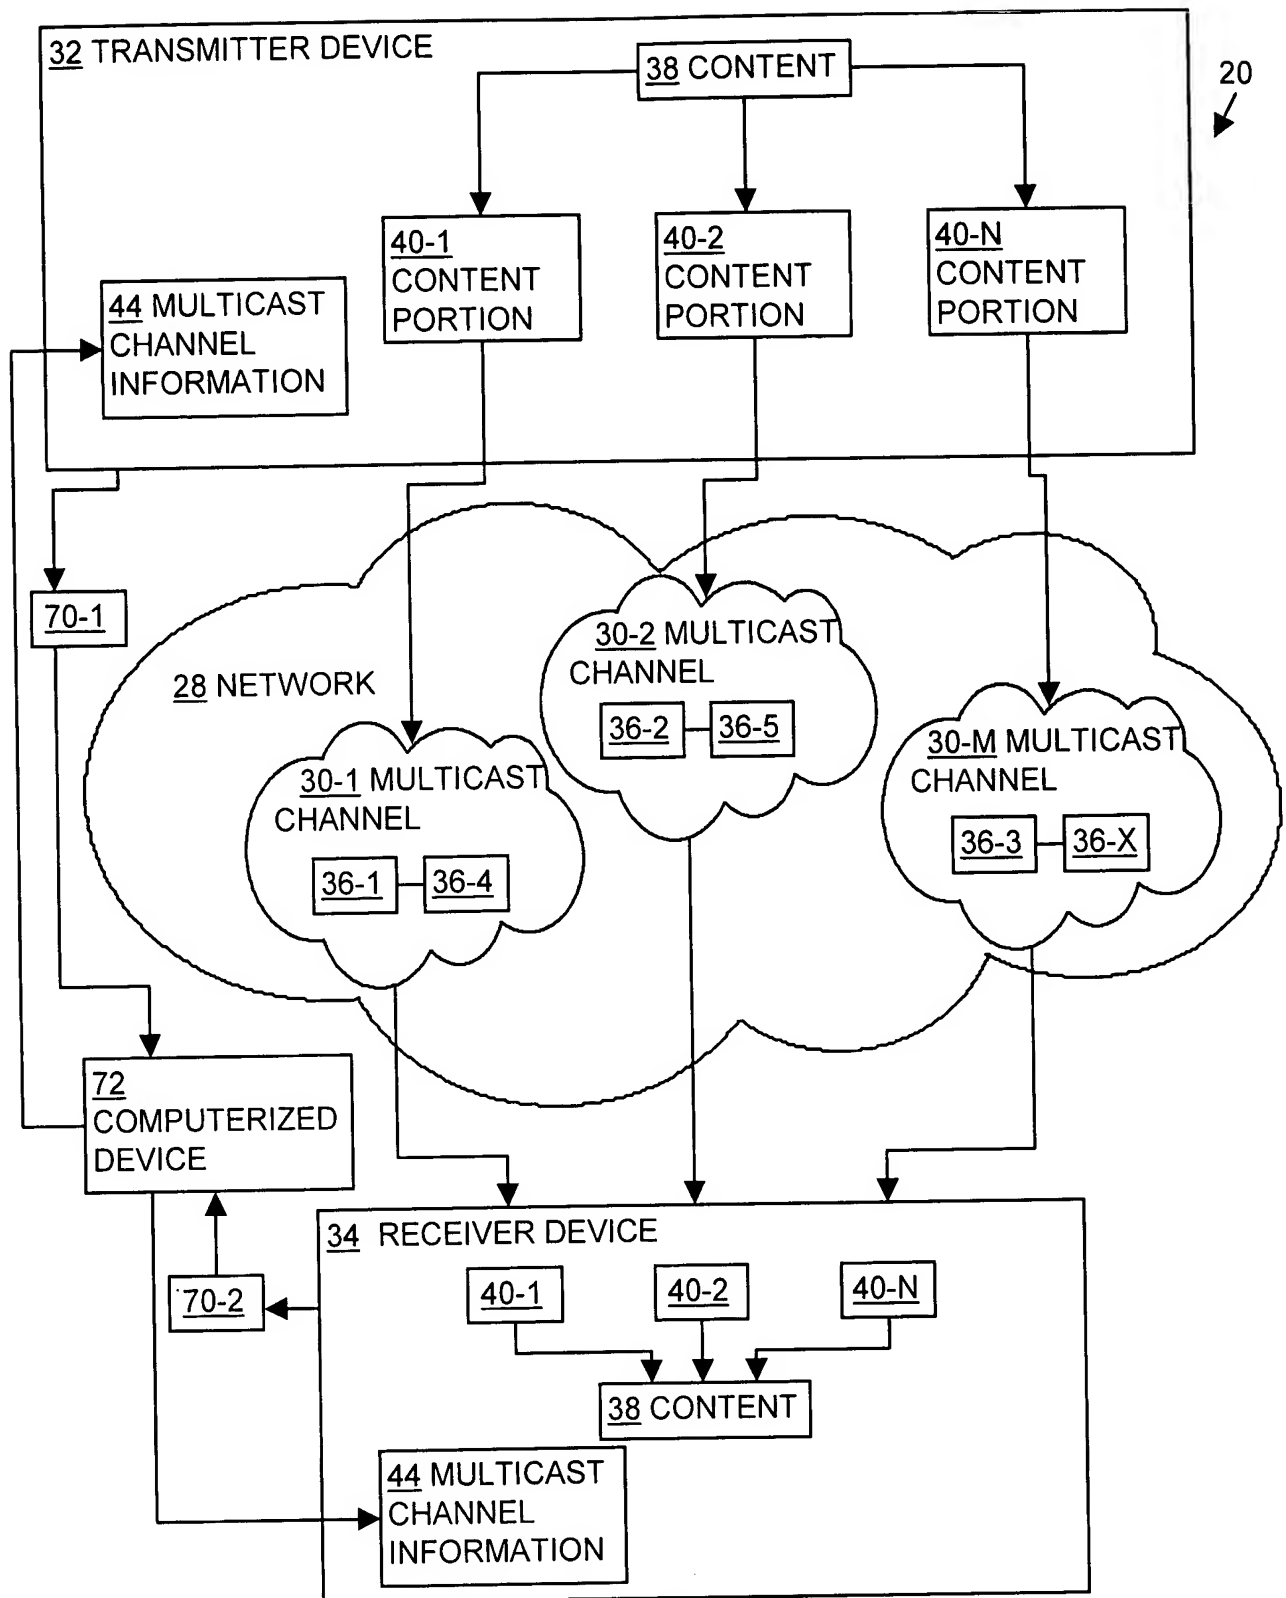 32 TRANSMITTER DEVICE
38 CONTENT
20
40-1
CONTENT
PORTION
40-2
CONTENT
PORTION
40-N
CONTENT
PORTION
44 MULTICAST
CHANNEL
INFORMATION
70-1
28 NETWORK
30-1 MULTICAST
CHANNEL
36-1
36-4
30-2 MULTICAST
CHANNEL
36-2
36-5
30-M MULTICAST
CHANNEL
36-3
36-X
72
COMPUTERIZED
DEVICE
70-2
34 RECEIVER DEVICE
40-1
40-2
40-N
38 CONTENT
44 MULTICAST
CHANNEL
INFORMATION